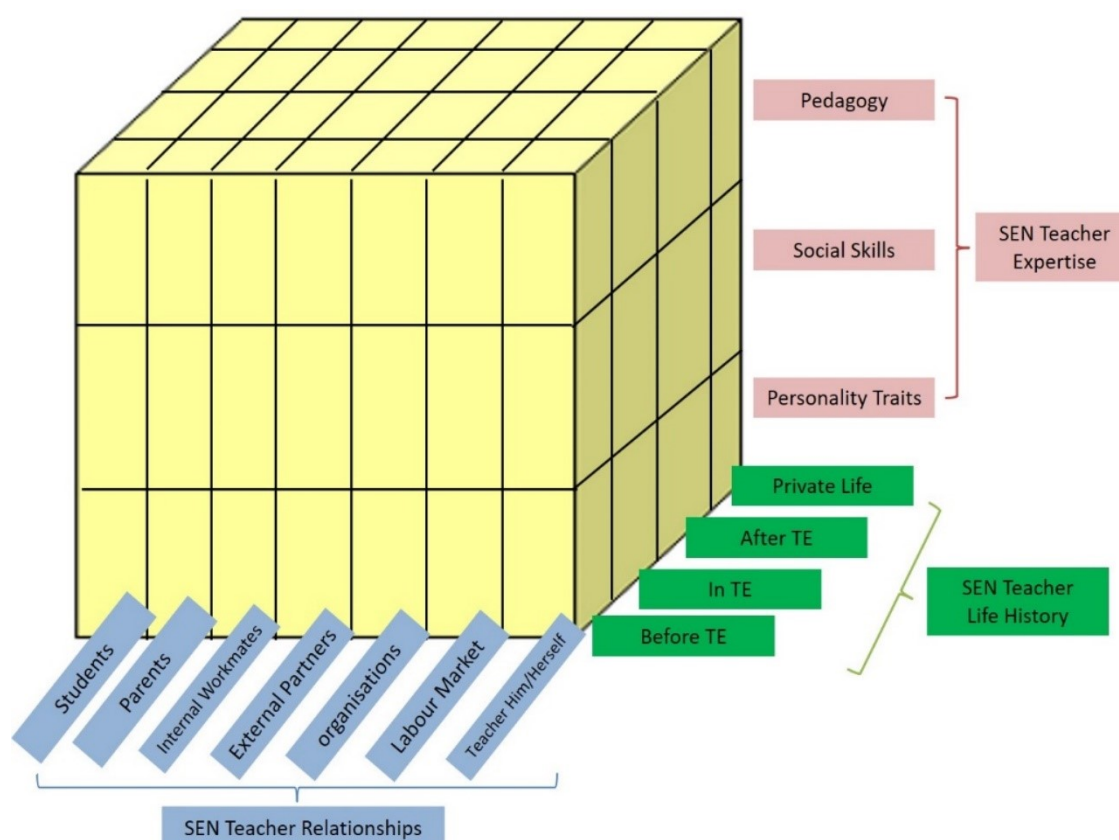 Pedagogy
Social Skills
SEN Teacher
Expertise
Personality Traits
Private Life
After TE
In TE
Before TE
SEN Teacher
Life History
Students
Parents
Internal Workmates
External Partners
organisations
Labour Market
Teacher Him/Herself
SEN Teacher Relationships